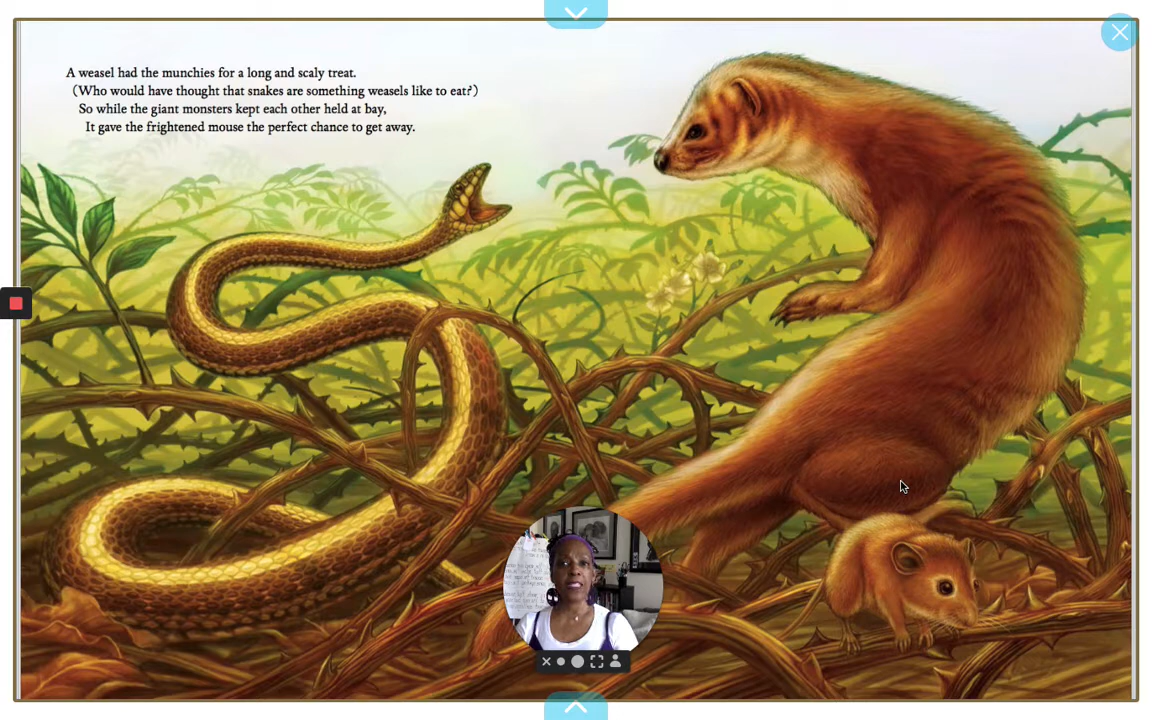 A weasel had the munchies for a long and scaly treat.
(Who would have thought that snakes are something weasels like to eat?)
So while the giant monsters kept each other held at bay,
It gave the frightened mouse the perfect chance to get away.